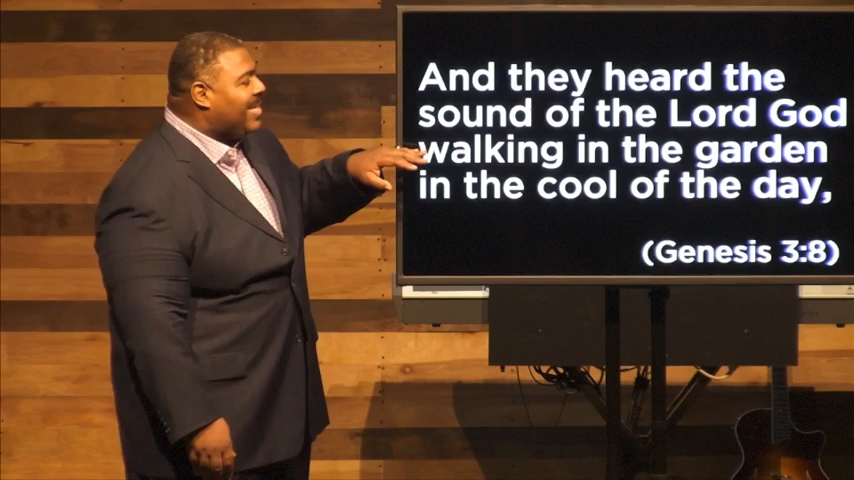 And they heard the
sound of the Lord God
walking in the garden
in the cool of the day,
(Genesis 3:8)